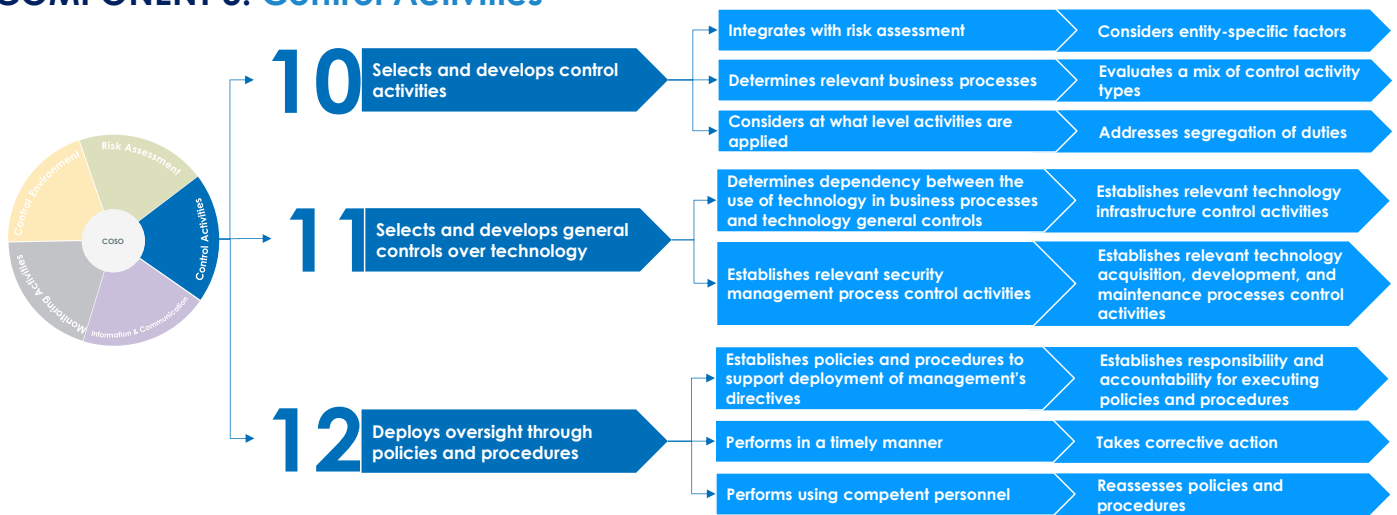 COMPONENT 3: Control Activities
Control Environment
Risk Assessment
Control Activities
Information & Communication
Monitoring Activities
COSO
10
Selects and develops control
activities
Integrates with risk assessment
Considers entity-specific factors
Determines relevant business processes
Evaluates a mix of control activity
types
Considers at what level activities are
applied
Addresses segregation of duties
11
Selects and develops general
controls over technology
Determines dependency between the
use of technology in business processes
and technology general controls
Establishes relevant technology
infrastructure control activities
Establishes relevant security
management process control activities
Establishes relevant technology
acquisition, development, and
maintenance processes control
activities
12
Deploys oversight through
policies and procedures
Establishes policies and procedures to
support deployment of management's
directives
Establishes responsibility and
accountability for executing
policies and procedures
Performs in a timely manner
Takes corrective action
Performs using competent personnel
Reassesses policies and
procedures